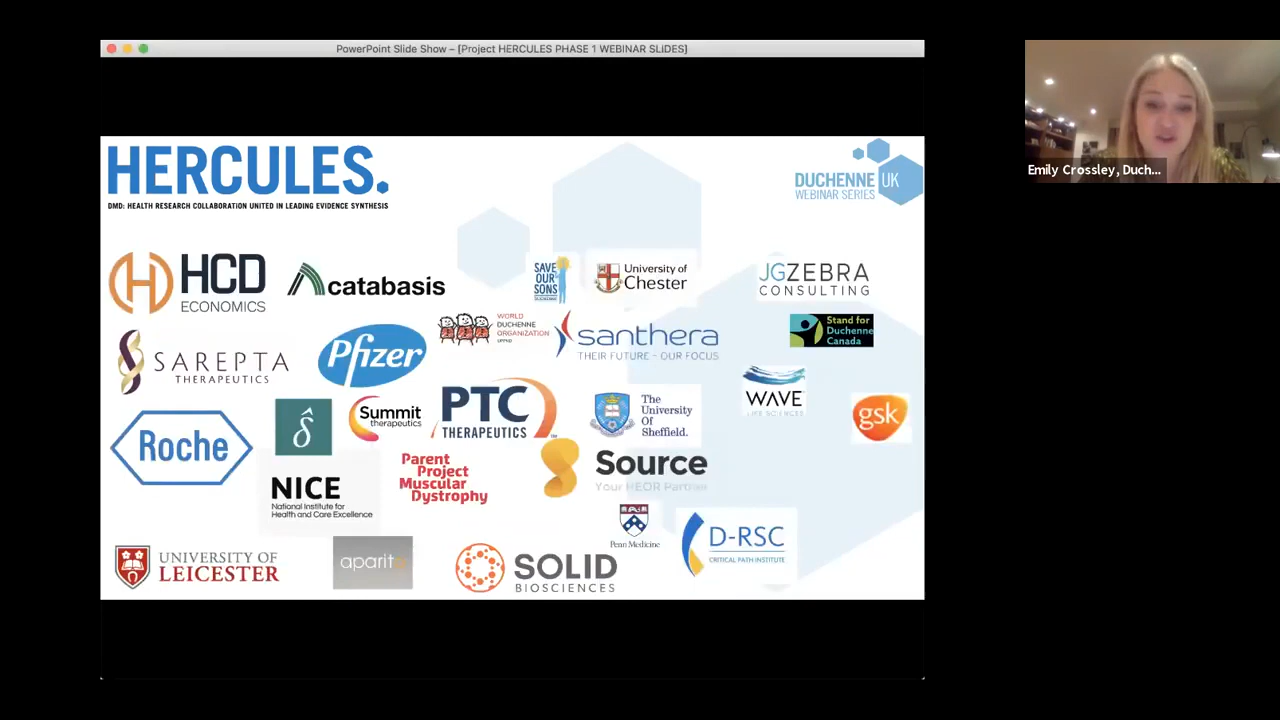 PowerPoint Slide Show – [Project HERCULES PHASE 1 WEBINAR SLIDES]
HERCULES.
DMD: HEALTH RESEARCH COLLABORATION UNITED IN LEADING EVIDENCE SYNTHESIS
DUCHENNE UK
WEBINAR SERIES
Emily Crossley, Duch...
HCD
ECONOMICS
catabasis
SAVE
OUR
SONS
DUCHENNE
University of
Chester
JGZEBRA
CONSULTING
SAREPTA
THERAPEUTICS
Pfizer
WORLD
DUCHENNE
ORGANIZATION
UPPMD
santhera
THEIR FUTURE – OUR FOCUS
Stand for
Duchenne
Canada
Roche
δ̂
Summit
therapeutics
PTC
THERAPEUTICS
TM
The
University
Of
Sheffield.
WAVE
LIFE SCIENCES
gsk
NICE
National Institute for
Health and Care Excellence
Parent
Project
Muscular
Dystrophy
Source
Your HEOR Partner
Penn Medicine
D-RSC
CRITICAL PATH INSTITUTE
UNIVERSITY OF
LEICESTER
aparito
SOLID
BIOSCIENCES